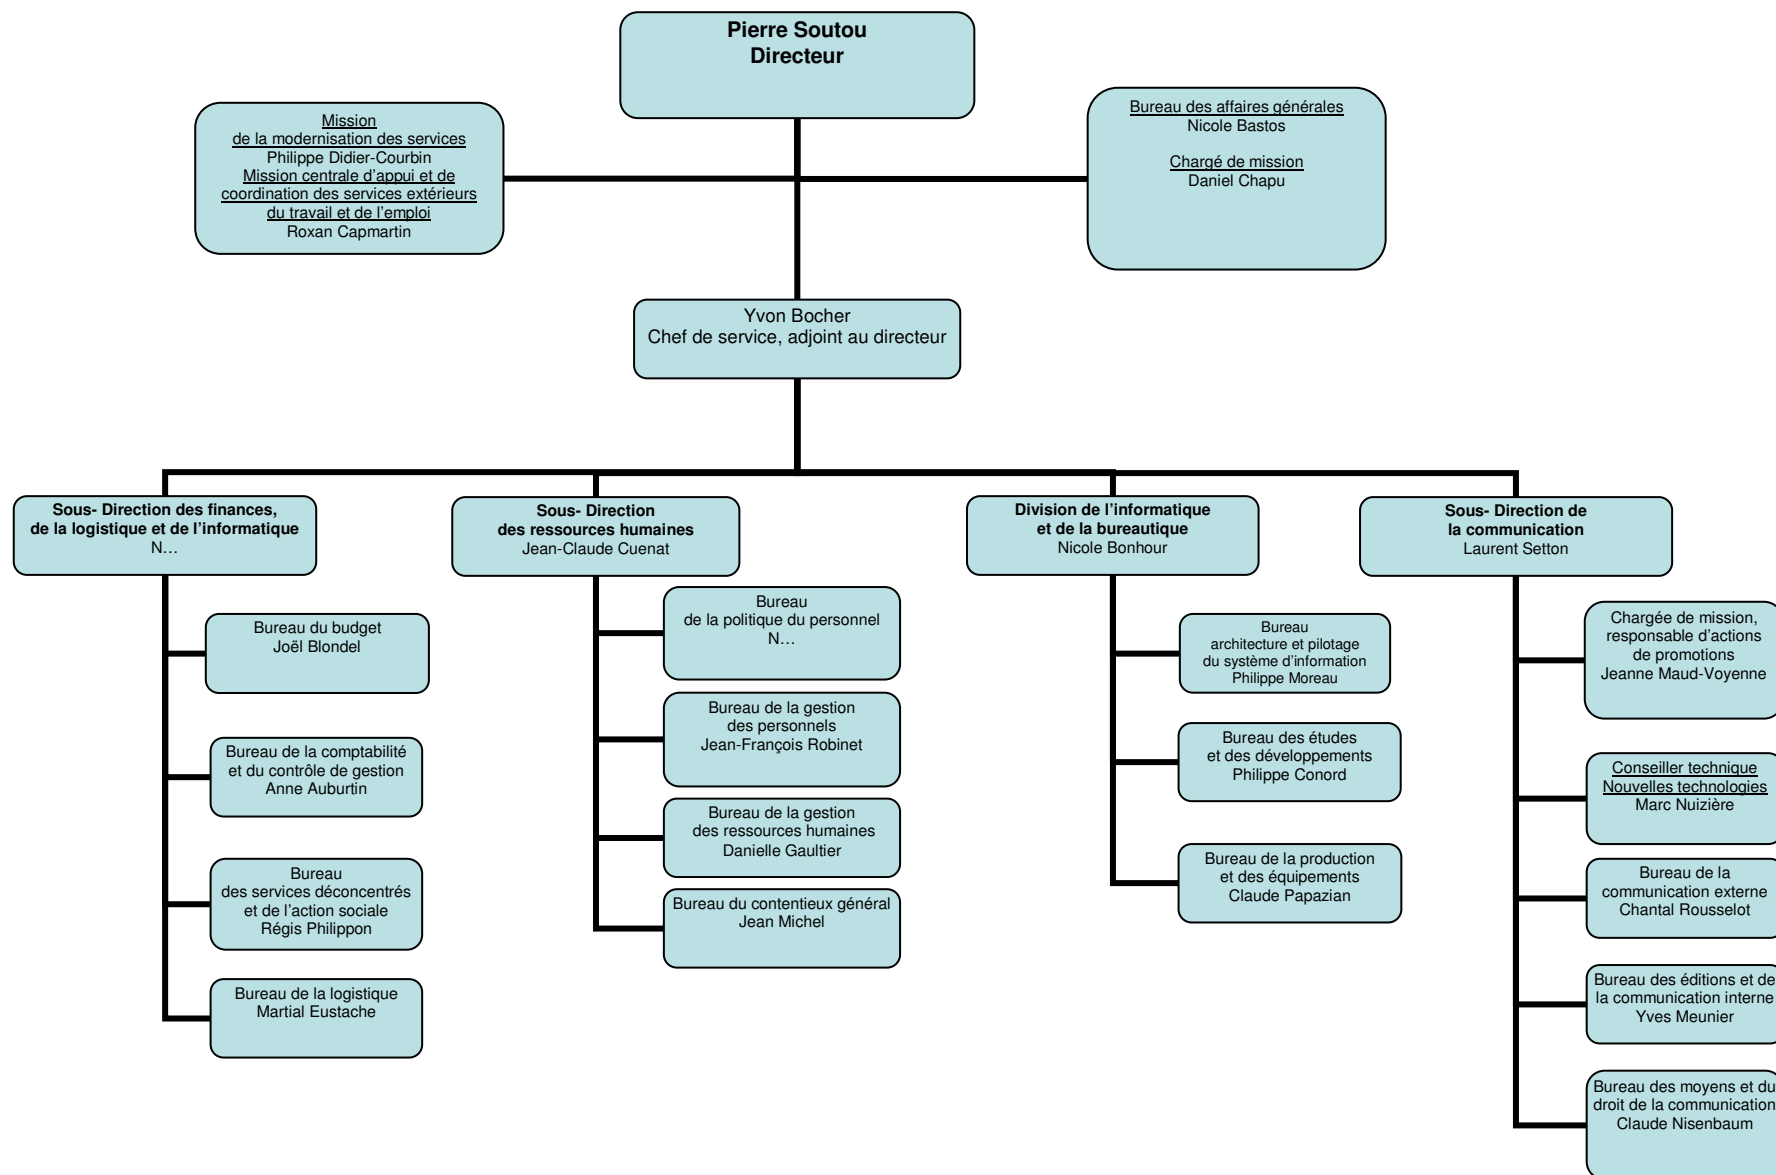 Pierre Soutou
Directeur
Mission
de la modernisation des services
Philippe Didier-Courbin
Mission centrale d'appui et de
coordination des services extérieurs
du travail et de l'emploi
Roxan Capmartin
Bureau des affaires générales
Nicole Bastos
Chargé de mission
Daniel Chapu
Yvon Bocher
Chef de service, adjoint au directeur
Sous- Direction des finances,
de la logistique et de l'informatique
N…
Bureau du budget
Joël Blondel
Bureau de la comptabilité
et du contrôle de gestion
Anne Auburtin
Bureau
des services déconcentrés
et de l'action sociale
Régis Philippon
Bureau de la logistique
Martial Eustache
Sous- Direction
des ressources humaines
Jean-Claude Cuenat
Bureau
de la politique du personnel
N…
Bureau de la gestion
des personnels
Jean-François Robinet
Bureau de la gestion
des ressources humaines
Danielle Gaultier
Bureau du contentieux général
Jean Michel
Division de l'informatique
et de la bureautique
Nicole Bonhour
Bureau
architecture et pilotage
du système d'information
Philippe Moreau
Bureau des études
et des développements
Philippe Conord
Bureau de la production
et des équipements
Claude Papazian
Sous- Direction de
la communication
Laurent Setton
Chargée de mission,
responsable d'actions
de promotions
Jeanne Maud-Voyenne
Conseiller technique
Nouvelles technologies
Marc Nuizière
Bureau de la
communication externe
Chantal Rousselot
Bureau des éditions et de
la communication interne
Yves Meunier
Bureau des moyens et du
droit de la communication
Claude Nisenbaum